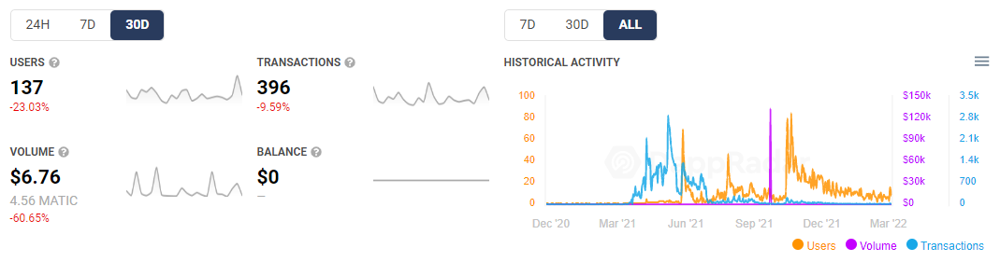 24H 7D 30D
USERS ?
137
-23.03%
TRANSACTIONS ?
396
-9.59%
VOLUME ?
$6.76
4.56 MATIC
-60.65%
BALANCE ?
$0
—
7D 30D ALL
HISTORICAL ACTIVITY
100 $150k 3.5k
80 $120k 2.8k
60 $90k 2.1k
40 $60k 1.4k
20 $30k 700
0 $0 0
Dec '20 Mar '21 Jun '21 Sep '21 Dec '21 Mar '22
Users Volume Transactions